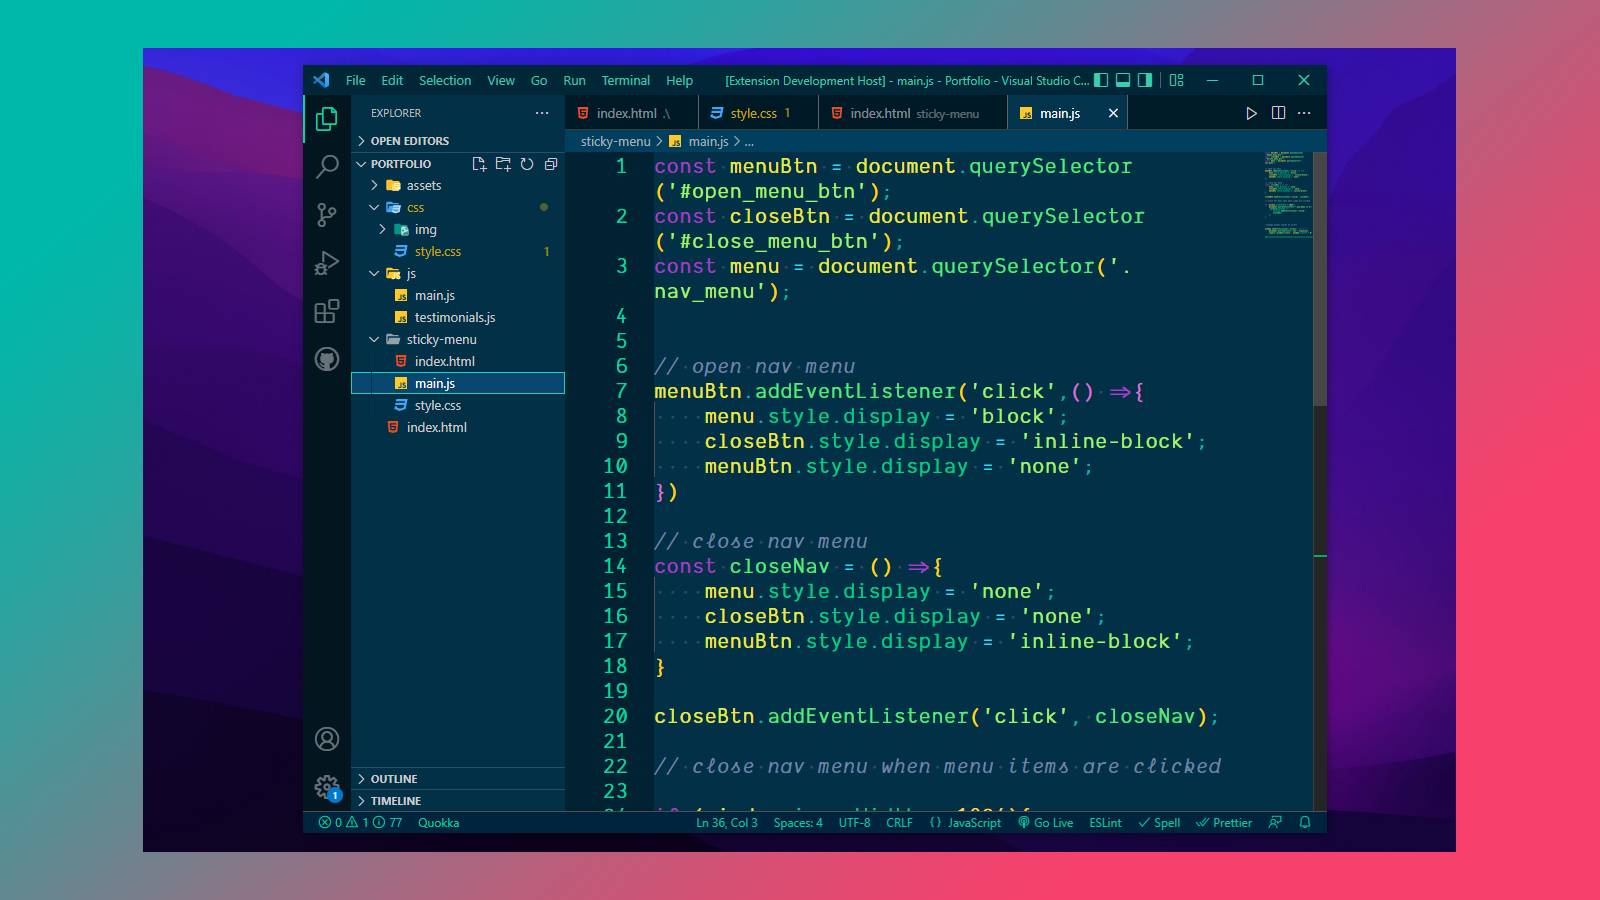 File Edit Selection View Go Run Terminal Help [Extension Development Host] - main.js - Portfolio - Visual Studio C...
EXPLORER ...
OPEN EDITORS
PORTFOLIO
assets
css
img
style.css 1
js
main.js
testimonials.js
sticky-menu
index.html
main.js
style.css
index.html
OUTLINE
TIMELINE
index.html .\ style.css 1 index.html sticky-menu main.js
sticky-menu > main.js > ...
1 const menuBtn = document.querySelector
('#open_menu_btn');
2 const closeBtn = document.querySelector
('#close_menu_btn');
3 const menu = document.querySelector('.
nav_menu');
4
5
6 // open nav menu
7 menuBtn.addEventListener('click',() =>{
8 menu.style.display = 'block';
9 closeBtn.style.display = 'inline-block';
10 menuBtn.style.display = 'none';
11 })
12
13 // close nav menu
14 const closeNav = () =>{
15 menu.style.display = 'none';
16 closeBtn.style.display = 'none';
17 menuBtn.style.display = 'inline-block';
18 }
19
20 closeBtn.addEventListener('click', closeNav);
21
22 // close nav menu when menu items are clicked
23
1
0 1 77 Quokka Ln 36, Col 3 Spaces: 4 UTF-8 CRLF {} JavaScript Go Live ESLint Spell Prettier